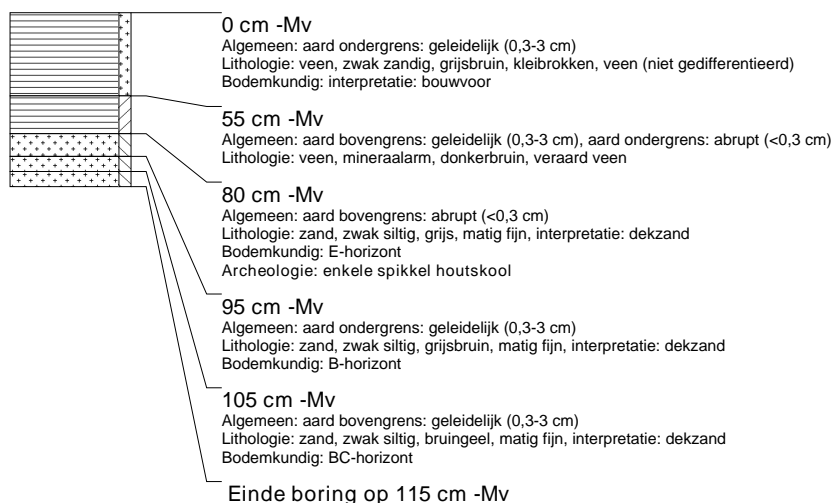 0 cm -Mv
Algemeen: aard ondergrens: geleidelijk (0,3-3 cm)
Lithologie: veen, zwak zandig, grijsbruin, kleibrokken, veen (niet gedifferentieerd)
Bodemkundig: interpretatie: bouwvoor
55 cm -Mv
Algemeen: aard bovengrens: geleidelijk (0,3-3 cm), aard ondergrens: abrupt (<0,3 cm)
Lithologie: veen, mineraalarm, donkerbruin, veraard veen
80 cm -Mv
Algemeen: aard bovengrens: abrupt (<0,3 cm)
Lithologie: zand, zwak siltig, grijs, matig fijn, interpretatie: dekzand
Bodemkundig: E-horizont
Archeologie: enkele spikkel houtskool
95 cm -Mv
Algemeen: aard ondergrens: geleidelijk (0,3-3 cm)
Lithologie: zand, zwak siltig, grijsbruin, matig fijn, interpretatie: dekzand
Bodemkundig: B-horizont
105 cm -Mv
Algemeen: aard bovengrens: geleidelijk (0,3-3 cm)
Lithologie: zand, zwak siltig, bruingeel, matig fijn, interpretatie: dekzand
Bodemkundig: BC-horizont
Einde boring op 115 cm -Mv